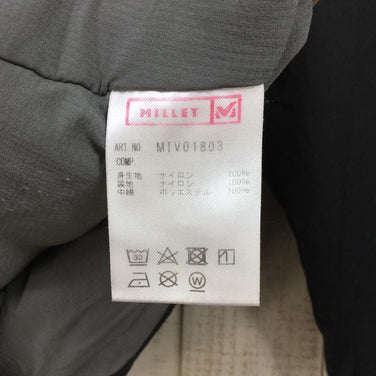 MILLET M
ART.NO MIV01803
COMP
身生地 ナイロン 100%
裏地 ナイロン 100%
中綿 ポリエステル 100%
30
W